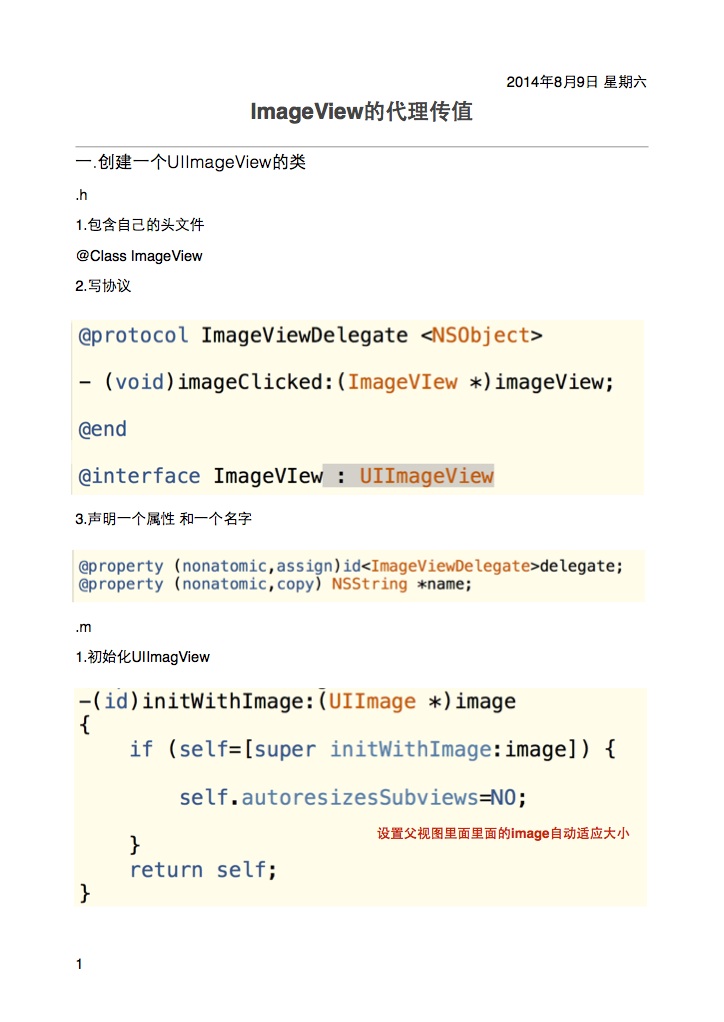 2014年8月9日 星期六
ImageView的代理传值
一.创建一个UIImageView的类
.h
1.包含自己的头文件
@Class ImageView
2.写协议
@protocol ImageViewDelegate <NSObject>
- (void)imageClicked:(ImageVIew *)imageView;
@end
@interface ImageVIew : UIImageView
3.声明一个属性 和一个名字
@property (nonatomic,assign)id<ImageViewDelegate>delegate;
@property (nonatomic,copy) NSString *name;
.m
1.初始化UIImagView
-(id)initWithImage:(UIImage *)image
{
if (self=[super initWithImage:image]) {
self.autoresizesSubviews=NO;
设置父视图里面里面的image自动适应大小
}
return self;
}
1